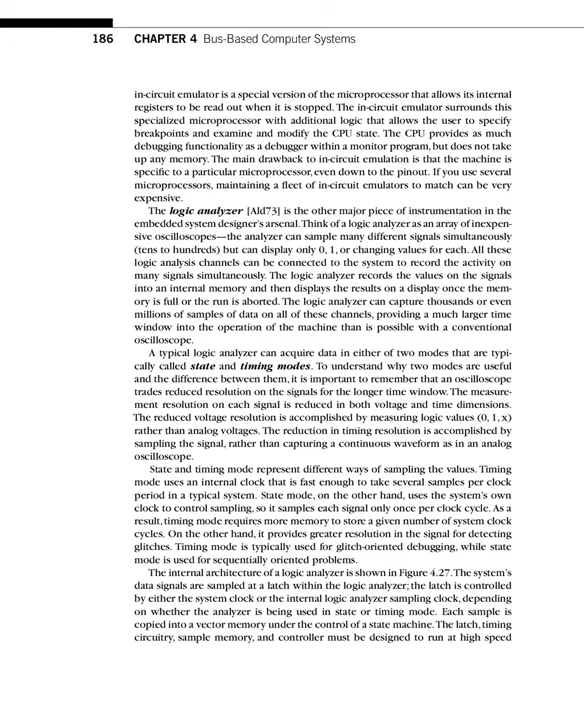 186 CHAPTER 4 Bus-Based Computer Systems
in-circuit emulator is a special version of the microprocessor that allows its internal
registers to be read out when it is stopped. The in-circuit emulator surrounds this
specialized microprocessor with additional logic that allows the user to specify
breakpoints and examine and modify the CPU state. The CPU provides as much
debugging functionality as a debugger within a monitor program, but does not take
up any memory. The main drawback to in-circuit emulation is that the machine is
specific to a particular microprocessor, even down to the pinout. If you use several
microprocessors, maintaining a fleet of in-circuit emulators to match can be very
expensive.
The logic analyzer [Ald73] is the other major piece of instrumentation in the
embedded system designer's arsenal. Think of a logic analyzer as an array of inexpen-
sive oscilloscopes—the analyzer can sample many different signals simultaneously
(tens to hundreds) but can display only 0, 1, or changing values for each. All these
logic analysis channels can be connected to the system to record the activity on
many signals simultaneously. The logic analyzer records the values on the signals
into an internal memory and then displays the results on a display once the mem-
ory is full or the run is aborted. The logic analyzer can capture thousands or even
millions of samples of data on all of these channels, providing a much larger time
window into the operation of the machine than is possible with a conventional
oscilloscope.
A typical logic analyzer can acquire data in either of two modes that are typi-
cally called state and timing modes. To understand why two modes are useful
and the difference between them, it is important to remember that an oscilloscope
trades reduced resolution on the signals for the longer time window. The measure-
ment resolution on each signal is reduced in both voltage and time dimensions.
The reduced voltage resolution is accomplished by measuring logic values (0, 1, x)
rather than analog voltages. The reduction in timing resolution is accomplished by
sampling the signal, rather than capturing a continuous waveform as in an analog
oscilloscope.
State and timing mode represent different ways of sampling the values. Timing
mode uses an internal clock that is fast enough to take several samples per clock
period in a typical system. State mode, on the other hand, uses the system's own
clock to control sampling, so it samples each signal only once per clock cycle. As a
result, timing mode requires more memory to store a given number of system clock
cycles. On the other hand, it provides greater resolution in the signal for detecting
glitches. Timing mode is typically used for glitch-oriented debugging, while state
mode is used for sequentially oriented problems.
The internal architecture of a logic analyzer is shown in Figure 4.27. The system's
data signals are sampled at a latch within the logic analyzer; the latch is controlled
by either the system clock or the internal logic analyzer sampling clock, depending
on whether the analyzer is being used in state or timing mode. Each sample is
copied into a vector memory under the control of a state machine. The latch, timing
circuitry, sample memory, and controller must be designed to run at high speed